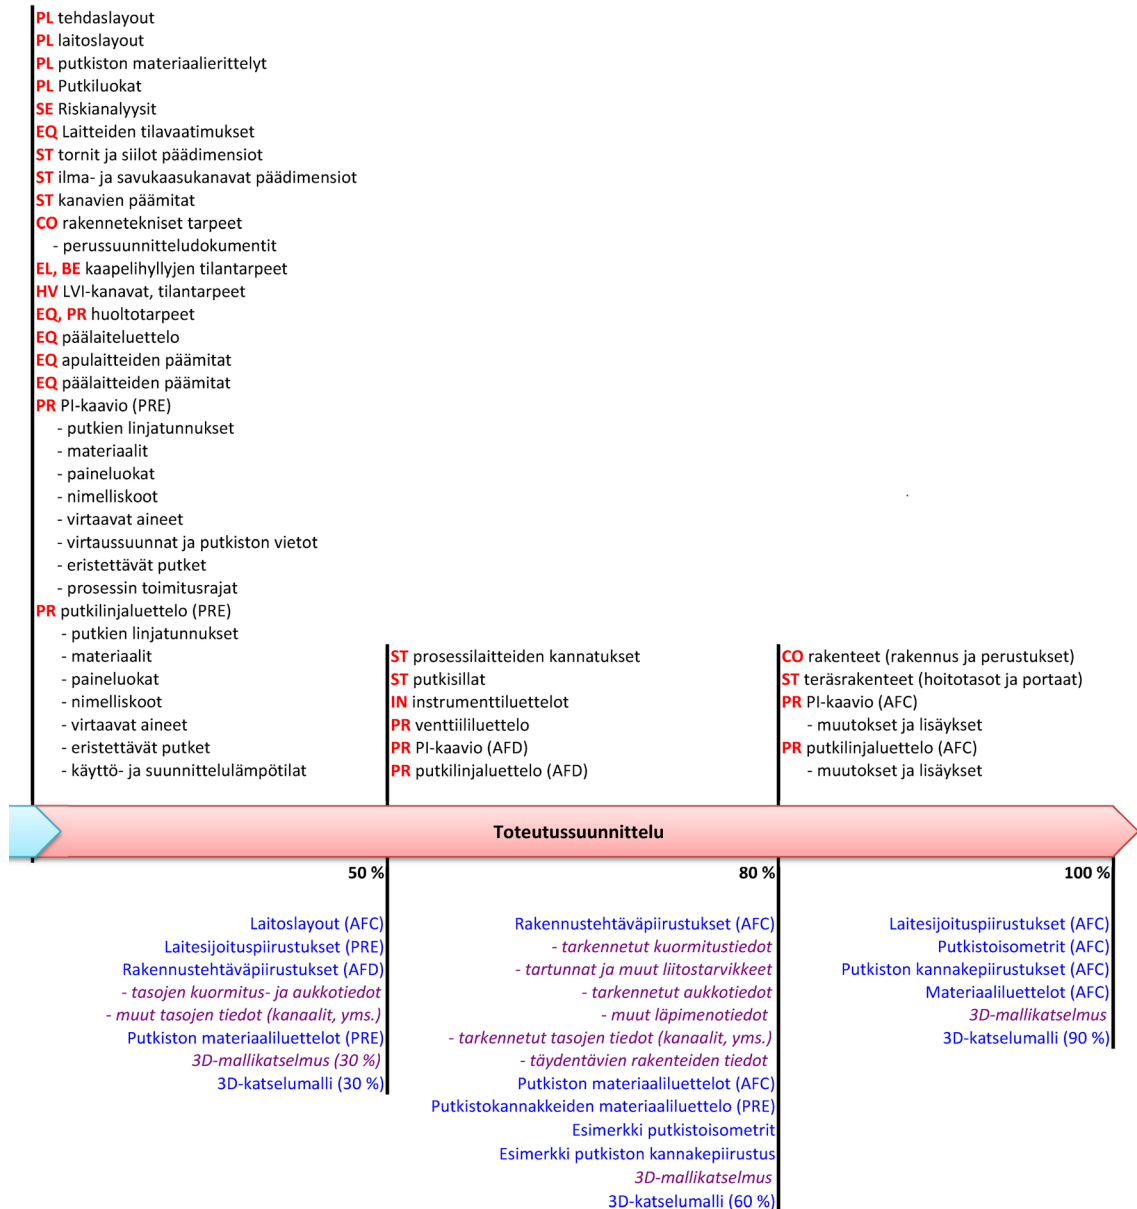 PL tehdaslayout
PL laitoslayout
PL putkiston materiaalierittelyt
PL Putkiluokat
SE Riskianalyysit
EQ Laitteiden tilavaatimukset
ST tornit ja siilot päädimensiot
ST ilma- ja savukaasukanavat päädimensiot
ST kanavien päämitat
CO rakennetekniset tarpeet
- perussuunnitteludokumentit
EL, BE kaapelihyllyjen tilantarpeet
HV LVI-kanavat, tilantarpeet
EQ, PR huoltotarpeet
EQ päälaiteluettelo
EQ apulaitteiden päämitat
EQ päälaitteiden päämitat
PR PI-kaavio (PRE)
- putkien linjatunnukset
- materiaalit
- paineluokat
- nimelliskoot
- virtaavat aineet
- virtaussuunnat ja putkiston vietot
- eristettävät putket
- prosessin toimitusrajat
PR putkilinjaluettelo (PRE)
- putkien linjatunnukset
- materiaalit
- paineluokat
- nimelliskoot
- virtaavat aineet
- eristettävät putket
- käyttö- ja suunnittelulämpötilat
ST prosessilaitteiden kannatukset
ST putkisillat
IN instrumenttiluettelot
PR venttiililuettelo
PR PI-kaavio (AFD)
PR putkilinjaluettelo (AFD)
CO rakenteet (rakennus ja perustukset)
ST teräsrakenteet (hoitotasot ja portaat)
PR PI-kaavio (AFC)
- muutokset ja lisäykset
PR putkilinjaluettelo (AFC)
- muutokset ja lisäykset
Toteutussuunnittelu
50 %
Laitoslayout (AFC)
Laitesijoituspiirustukset (PRE)
Rakennustehtäväpiirustukset (AFD)
- tasojen kuormitus- ja aukkotiedot
- muut tasojen tiedot (kanaalit, yms.)
Putkiston materiaaliluettelot (PRE)
3D-mallikatselmus (30 %)
3D-katselumalli (30 %)
80 %
Rakennustehtäväpiirustukset (AFC)
- tarkennetut kuormitustiedot
- tartunnat ja muut liitostarvikkeet
- tarkennetut aukkotiedot
- muut läpimenotiedot
- tarkennetut tasojen tiedot (kanaalit, yms.)
- täydentävien rakenteiden tiedot
Putkiston materiaaliluettelot (AFC)
Putkistokannakkeiden materiaaliluettelo (PRE)
Esimerkki putkistoisometrit
Esimerkki putkiston kannakepiirustus
3D-mallikatselmus
3D-katselumalli (60 %)
100 %
Laitesijoituspiirustukset (AFC)
Putkistoisometrit (AFC)
Putkiston kannakepiirustukset (AFC)
Materiaaliluettelot (AFC)
3D-mallikatselmus
3D-katselumalli (90 %)